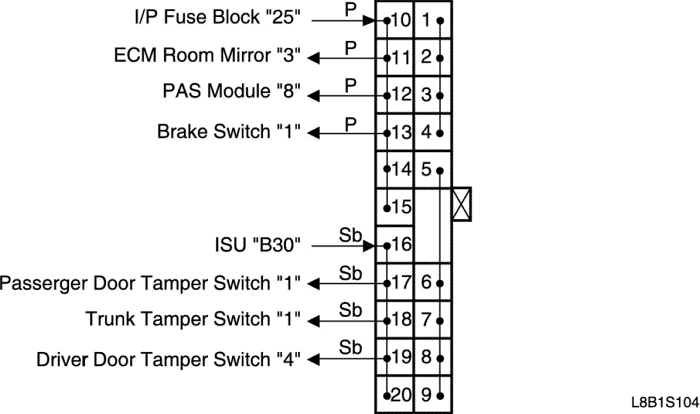 I/P Fuse Block "25" P 10 1
ECM Room Mirror "3" P 11 2
PAS Module "8" P 12 3
Brake Switch "1" P 13 4
14 5
15
ISU "B30" Sb 16
Passerger Door Tamper Switch "1" Sb 17 6
Trunk Tamper Switch "1" Sb 18 7
Driver Door Tamper Switch "4" Sb 19 8
20 9
L8B1S104